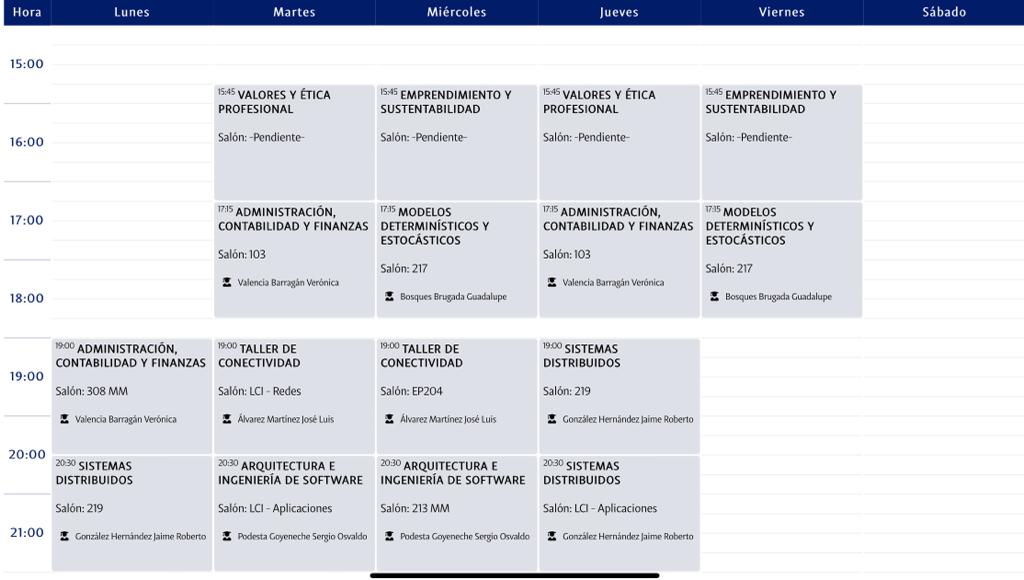 Hora Lunes Martes Miércoles Jueves Viernes Sábado
15:00
15:45 VALORES Y ÉTICA
PROFESIONAL
Salón: -Pendiente-
15:45 EMPRENDIMIENTO Y
SUSTENTABILIDAD
Salón: -Pendiente-
15:45 VALORES Y ÉTICA
PROFESIONAL
Salón: -Pendiente-
15:45 EMPRENDIMIENTO Y
SUSTENTABILIDAD
Salón: -Pendiente-
16:00
17:00
17:15 ADMINISTRACIÓN,
CONTABILIDAD Y FINANZAS
Salón: 103
Valencia Barragán Verónica
17:15 MODELOS
DETERMINÍSTICOS Y
ESTOCÁSTICOS
Salón: 217
Bosques Brugada Guadalupe
17:15 ADMINISTRACIÓN,
CONTABILIDAD Y FINANZAS
Salón: 103
Valencia Barragán Verónica
17:15 MODELOS
DETERMINÍSTICOS Y
ESTOCÁSTICOS
Salón: 217
Bosques Brugada Guadalupe
18:00
19:00 ADMINISTRACIÓN,
CONTABILIDAD Y FINANZAS
Salón: 308 MM
Valencia Barragán Verónica
19:00 TALLER DE
CONECTIVIDAD
Salón: LCI - Redes
Álvarez Martínez José Luis
19:00 TALLER DE
CONECTIVIDAD
Salón: EP204
Álvarez Martínez José Luis
19:00 SISTEMAS
DISTRIBUIDOS
Salón: 219
González Hernández Jaime Roberto
19:00
20:00
20:30 SISTEMAS
DISTRIBUIDOS
Salón: 219
González Hernández Jaime Roberto
20:30 ARQUITECTURA E
INGENIERÍA DE SOFTWARE
Salón: LCI - Aplicaciones
Podesta Goyeneche Sergio Osvaldo
20:30 ARQUITECTURA E
INGENIERÍA DE SOFTWARE
Salón: 213 MM
Podesta Goyeneche Sergio Osvaldo
20:30 SISTEMAS
DISTRIBUIDOS
Salón: LCI - Aplicaciones
González Hernández Jaime Roberto
21:00